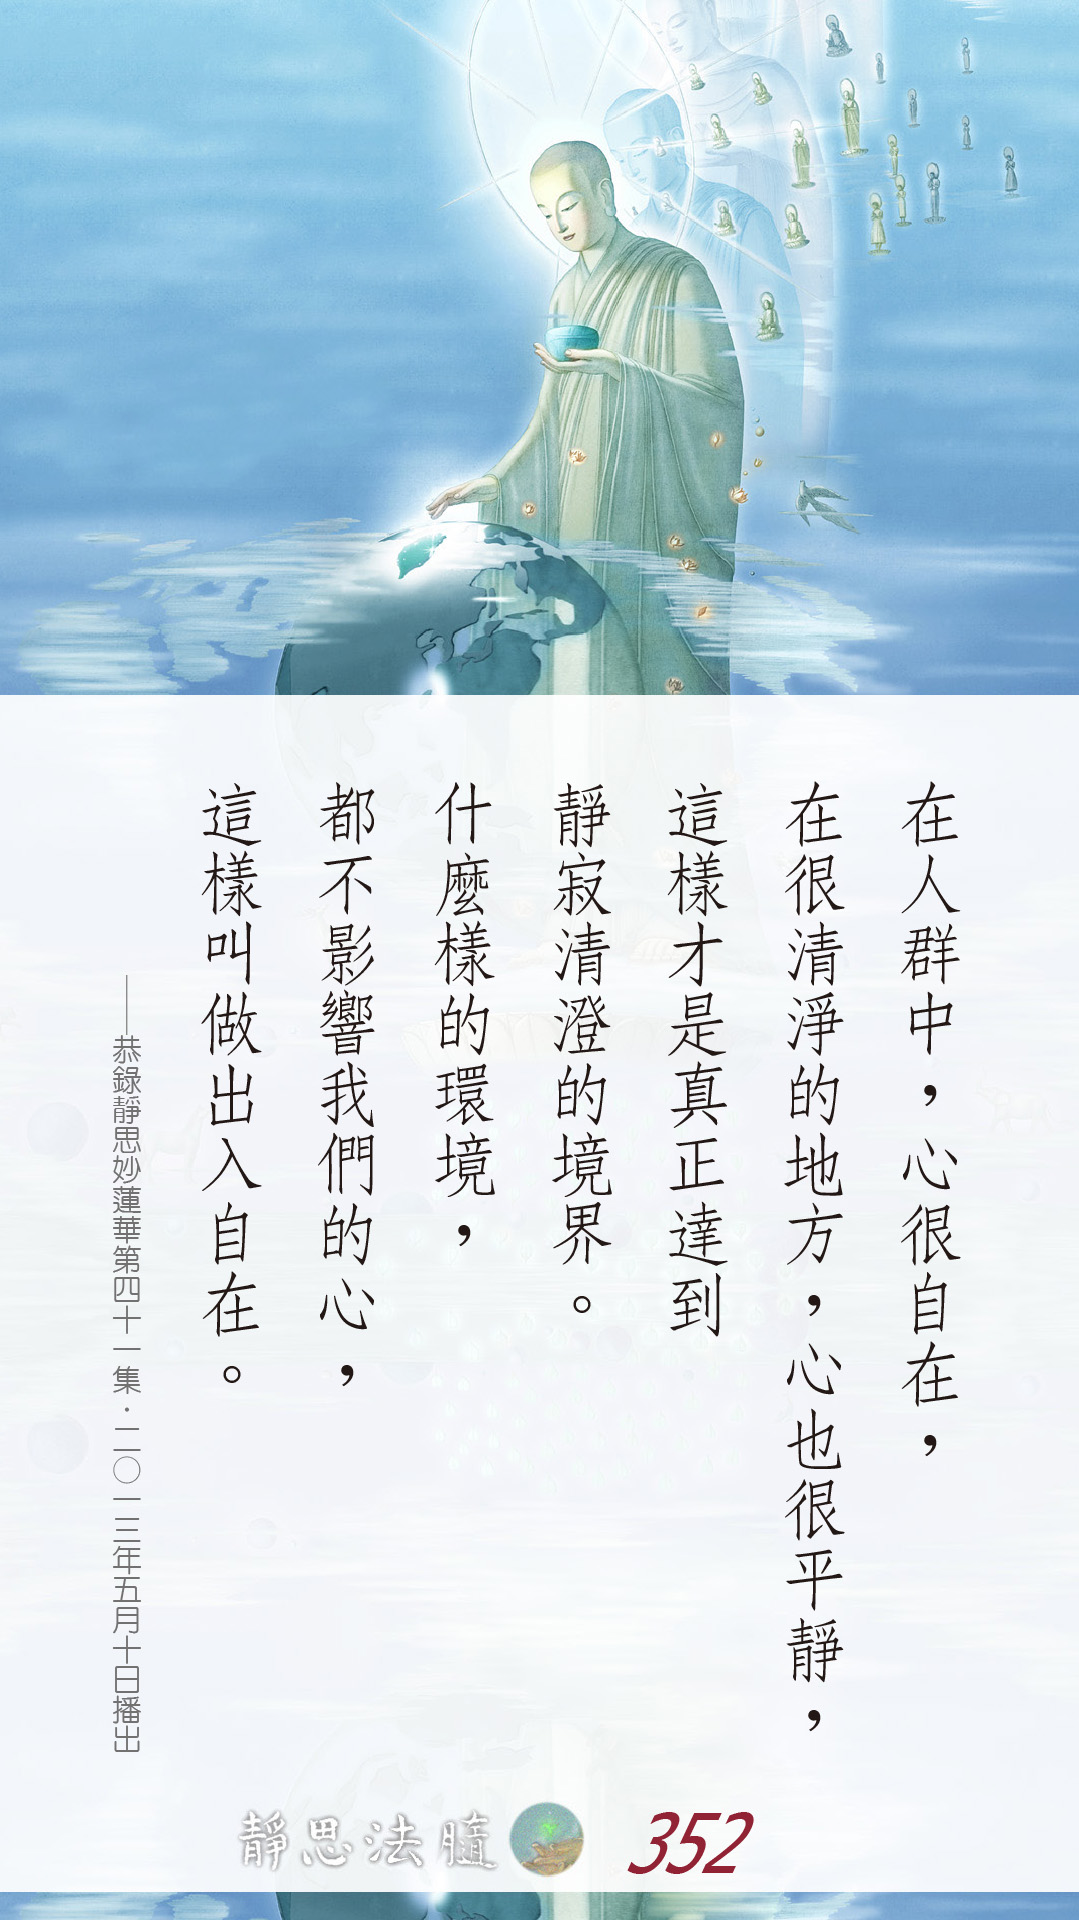 在人群中，心很自在，
在很清淨的地方，心也很平靜，
這樣才是真正達到
靜寂清澄的境界。
什麼樣的環境，
都不影響我們的心，
這樣叫做出入自在。
——恭錄靜思妙蓮華第四十一集．二〇一三年五月十日播出
靜思法髓 352